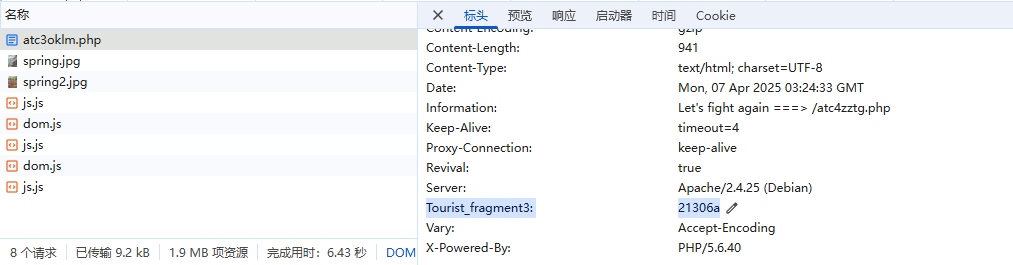 名称
atc3oklm.php
spring.jpg
spring2.jpg
js.js
dom.js
js.js
dom.js
js.js
8 个请求 已传输 9.2 kB 1.9 MB 项资源 完成用时：6.43 秒 DOM
标头 预览 响应 启动器 时间 Cookie
Content-Encoding: gzip
Content-Length: 941
Content-Type: text/html; charset=UTF-8
Date: Mon, 07 Apr 2025 03:24:33 GMT
Information: Let's fight again ===> /atc4zztg.php
Keep-Alive: timeout=4
Proxy-Connection: keep-alive
Revival: true
Server: Apache/2.4.25 (Debian)
Tourist_fragment3: 21306a
Vary: Accept-Encoding
X-Powered-By: PHP/5.6.40